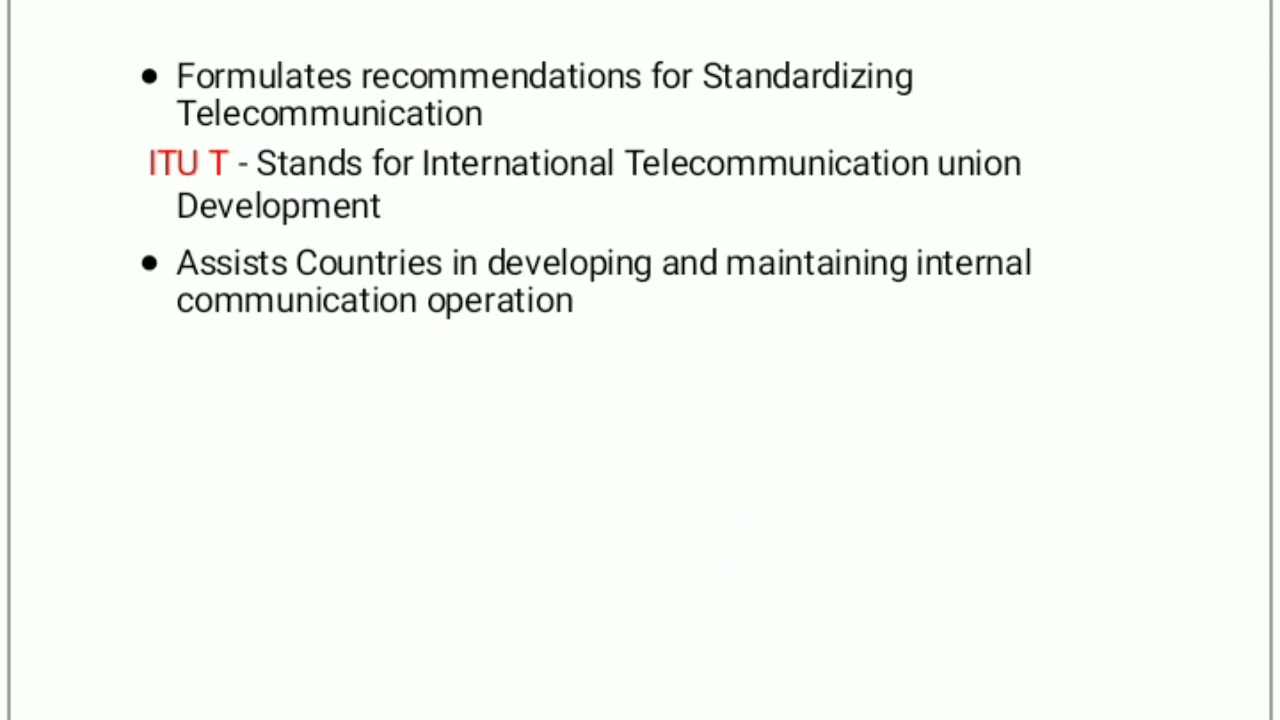 ● Formulates recommendations for Standardizing
Telecommunication
ITU T - Stands for International Telecommunication union
Development
● Assists Countries in developing and maintaining internal
communication operation